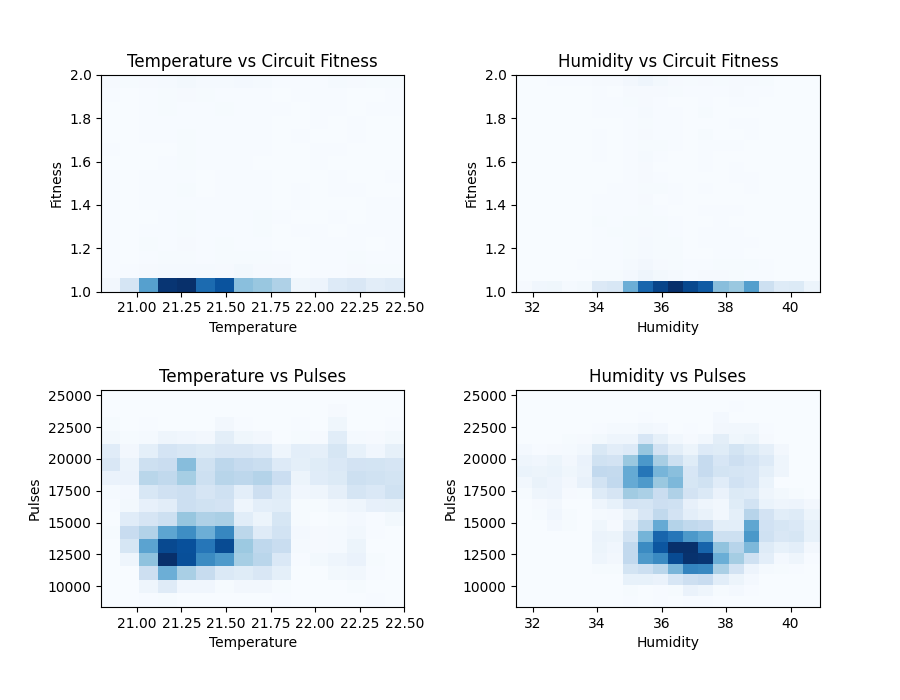 Temperature vs Circuit Fitness
2.0
1.8
1.6
1.4
1.2
1.0
Fitness
21.00 21.25 21.50 21.75 22.00 22.25 22.50
Temperature
Humidity vs Circuit Fitness
2.0
1.8
1.6
1.4
1.2
1.0
Fitness
32 34 36 38 40
Humidity
Temperature vs Pulses
25000
22500
20000
17500
15000
12500
10000
Pulses
21.00 21.25 21.50 21.75 22.00 22.25 22.50
Temperature
Humidity vs Pulses
25000
22500
20000
17500
15000
12500
10000
Pulses
32 34 36 38 40
Humidity